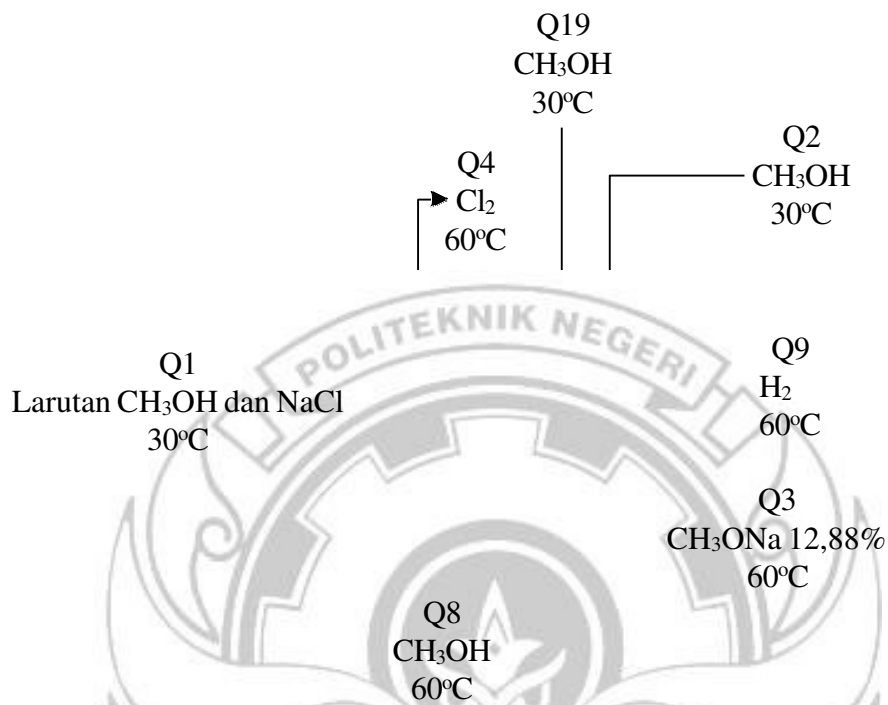 Q19
CH₃OH
30°C
Q2
CH₃OH
30°C
Q4
Cl₂
60°C
POLITEKNIK NEGERI
Q1
Larutan CH₃OH dan NaCl
30°C
Q9
H₂
60°C
Q3
CH₃ONa 12,88%
60°C
Q8
CH₃OH
60°C